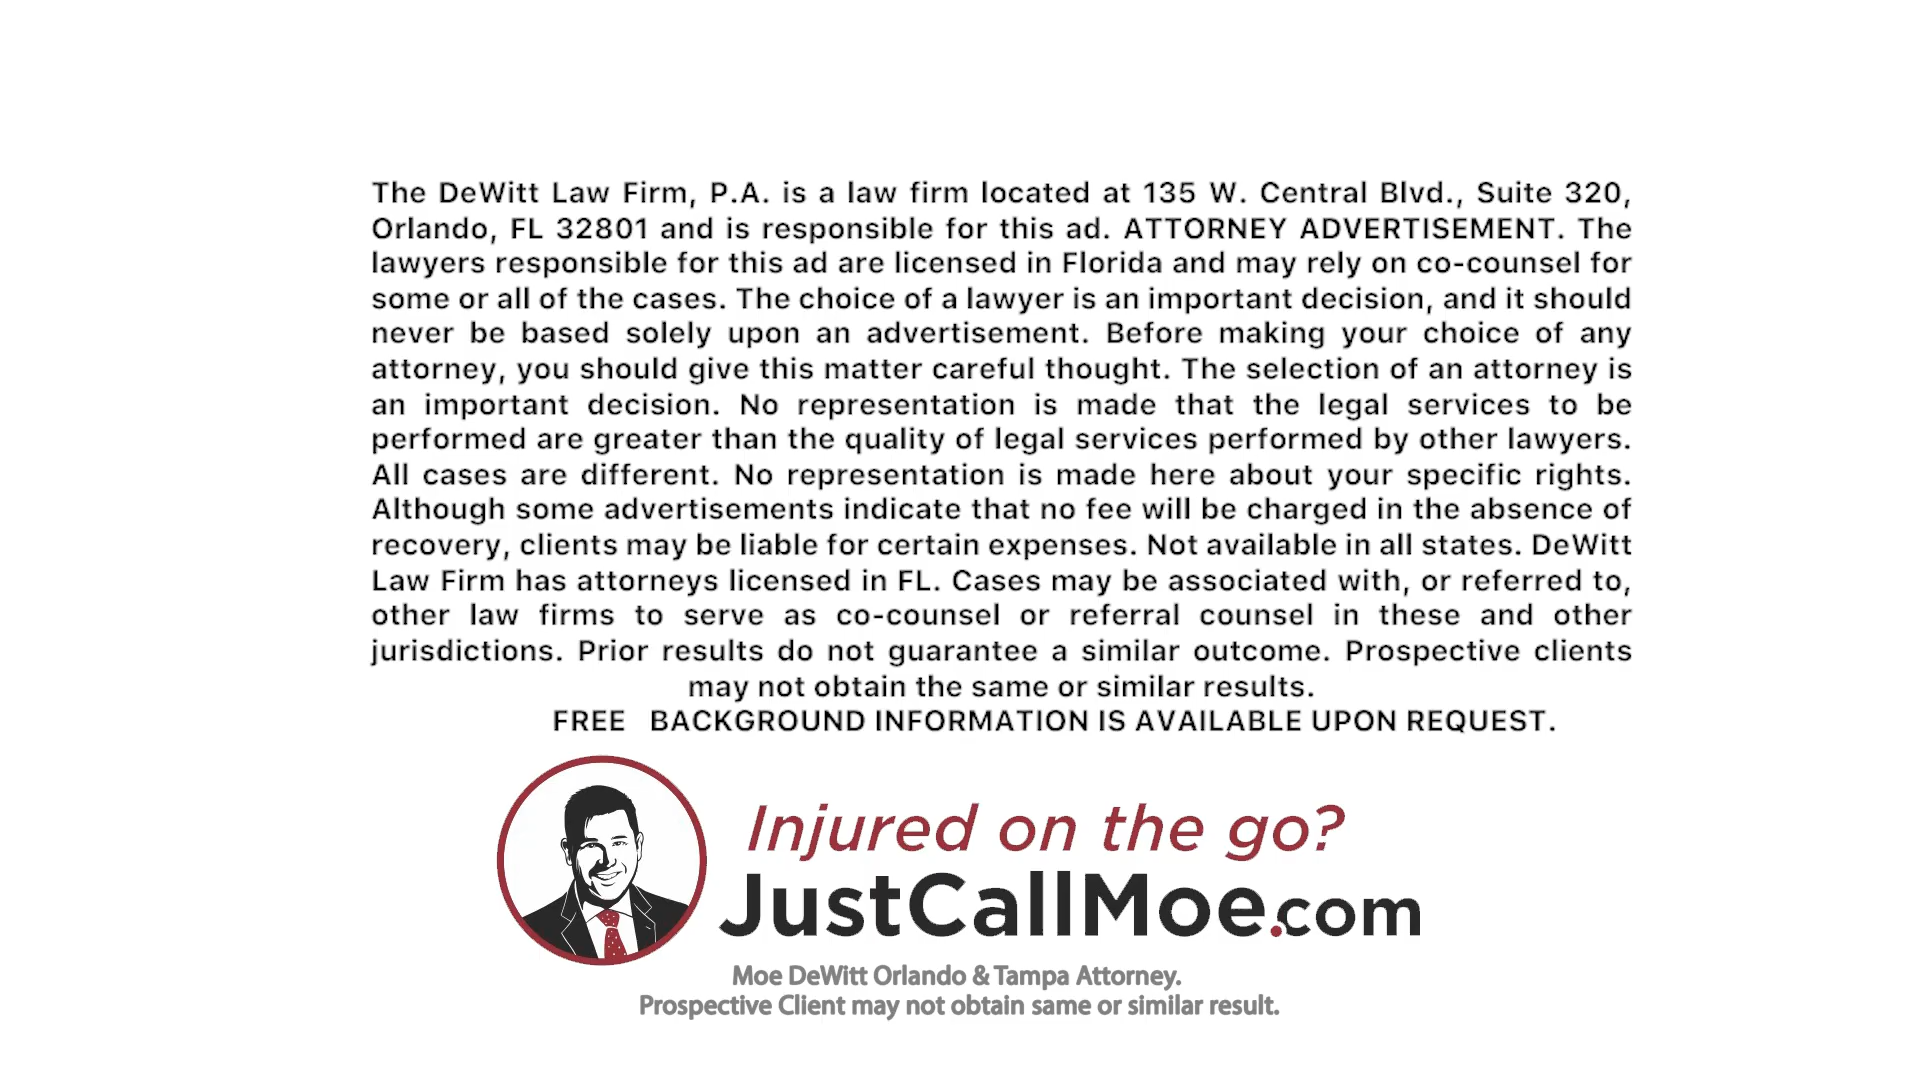 The DeWitt Law Firm, P.A. is a law firm located at 135 W. Central Blvd., Suite 320,
Orlando, FL 32801 and is responsible for this ad. ATTORNEY ADVERTISEMENT. The
lawyers responsible for this ad are licensed in Florida and may rely on co-counsel for
some or all of the cases. The choice of a lawyer is an important decision, and it should
never be based solely upon an advertisement. Before making your choice of any
attorney, you should give this matter careful thought. The selection of an attorney is
an important decision. No representation is made that the legal services to be
performed are greater than the quality of legal services performed by other lawyers.
All cases are different. No representation is made here about your specific rights.
Although some advertisements indicate that no fee will be charged in the absence of
recovery, clients may be liable for certain expenses. Not available in all states. DeWitt
Law Firm has attorneys licensed in FL. Cases may be associated with, or referred to,
other law firms to serve as co-counsel or referral counsel in these and other
jurisdictions. Prior results do not guarantee a similar outcome. Prospective clients
may not obtain the same or similar results.
FREE BACKGROUND INFORMATION IS AVAILABLE UPON REQUEST.
Injured on the go?
JustCallMoe.com
Moe DeWitt Orlando & Tampa Attorney.
Prospective Client may not obtain same or similar result.